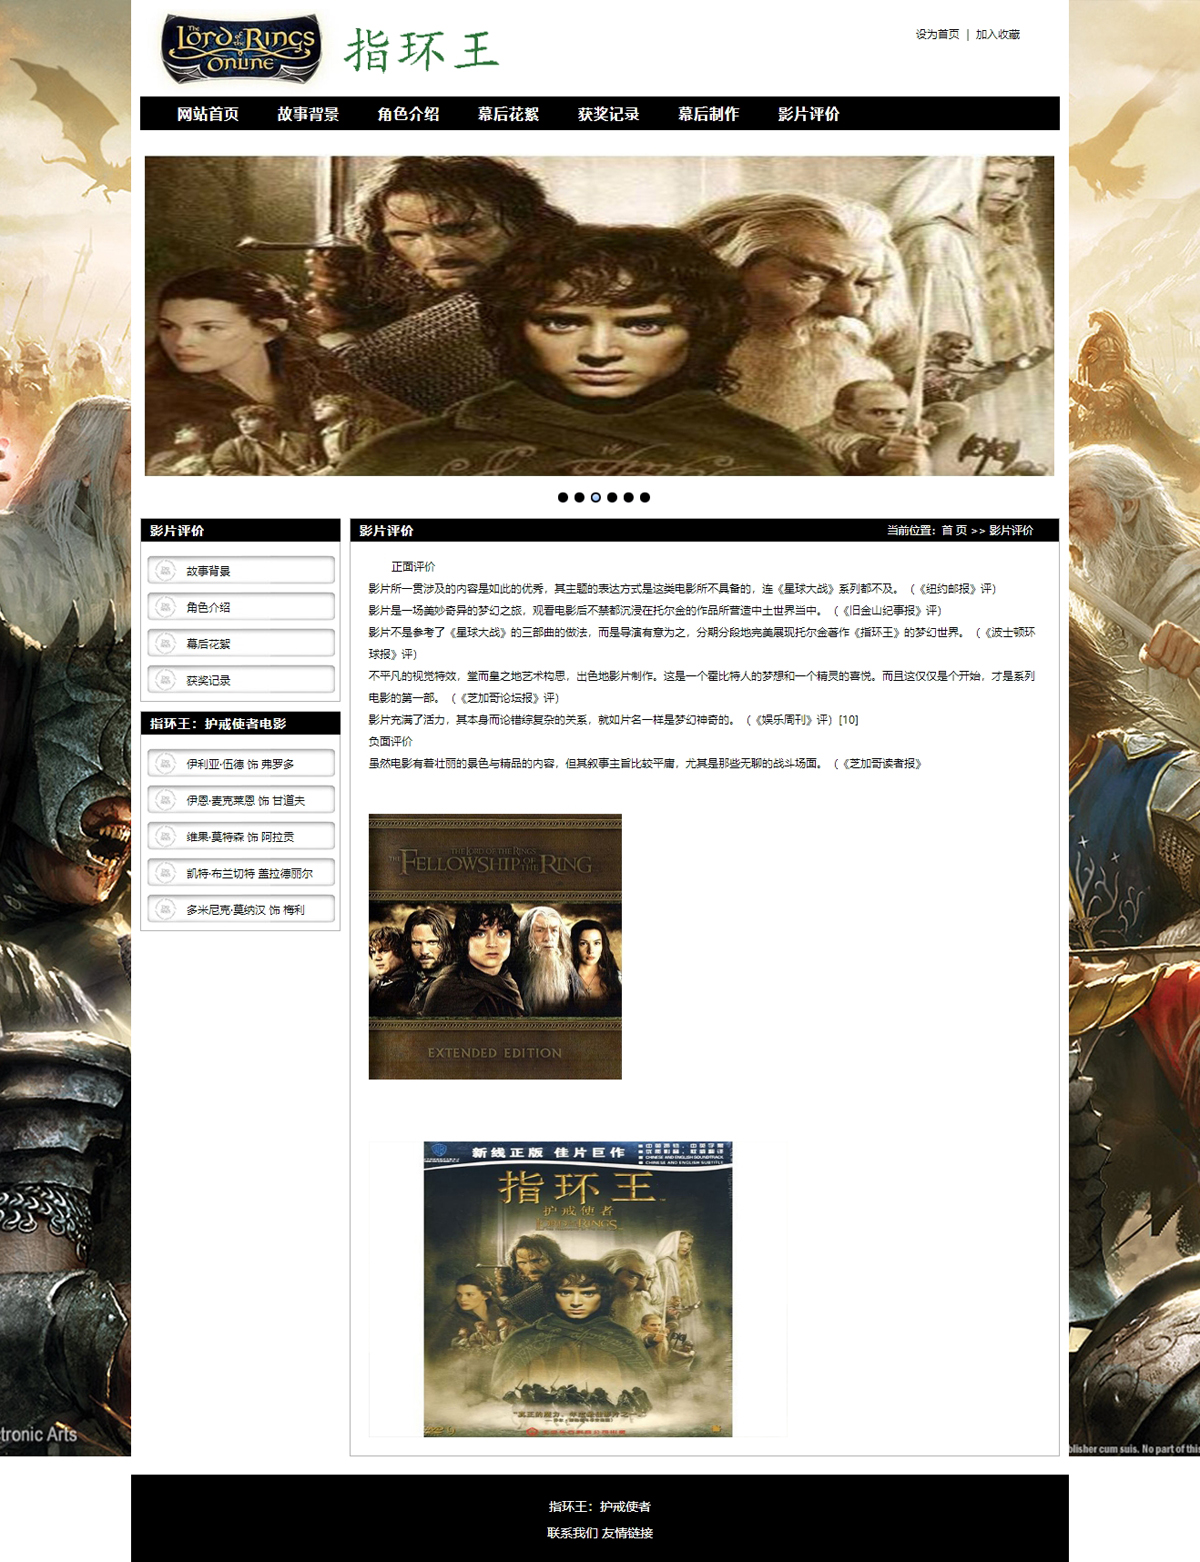 The Lord of the Rings Online
指环王
设为首页 | 加入收藏
网站首页 故事背景 角色介绍 幕后花絮 获奖记录 幕后制作 影片评价
影片评价
故事背景
角色介绍
幕后花絮
获奖记录
指环王：护戒使者电影
伊利亚·伍德 饰 弗罗多
伊恩·麦克莱恩 饰 甘道夫
维果·莫特森 饰 阿拉贡
凯特·布兰切特 盖拉德丽尔
多米尼克·莫纳汉 饰 梅利
影片评价 当前位置：首 页 >> 影片评价
正面评价
影片所一贯涉及的内容是如此的优秀，其主题的表达方式是这类电影所不具备的，连《星球大战》系列都不及。（《纽约邮报》评）
影片是一场美妙奇异的梦幻之旅，观看电影后不禁都沉浸在托尔金的作品所营造中土世界当中。（《旧金山纪事报》评）
影片不是参考了《星球大战》的三部曲的做法，而是导演有意为之，分期分段地完美展现托尔金著作《指环王》的梦幻世界。（《波士顿环
球报》评）
不平凡的视觉特效，堂而皇之地艺术构思，出色地影片制作。这是一个霍比特人的梦想和一个精灵的喜悦。而且这仅仅是个开始，才是系列
电影的第一部。（《芝加哥论坛报》评）
影片充满了活力，其本身而论错综复杂的关系，就如片名一样是梦幻神奇的。（《娱乐周刊》评）[10]
负面评价
虽然电影有着壮丽的景色与精品的内容，但其叙事主旨比较平庸，尤其是那些无聊的战斗场面。（《芝加哥读者报》
THE LORD OF THE RINGS
THE FELLOWSHIP OF THE RING
EXTENDED EDITION
新线正版 佳片巨作
指环王
护戒使者
tronic Arts
blisher cum suis. No part of this
指环王：护戒使者
联系我们 友情链接